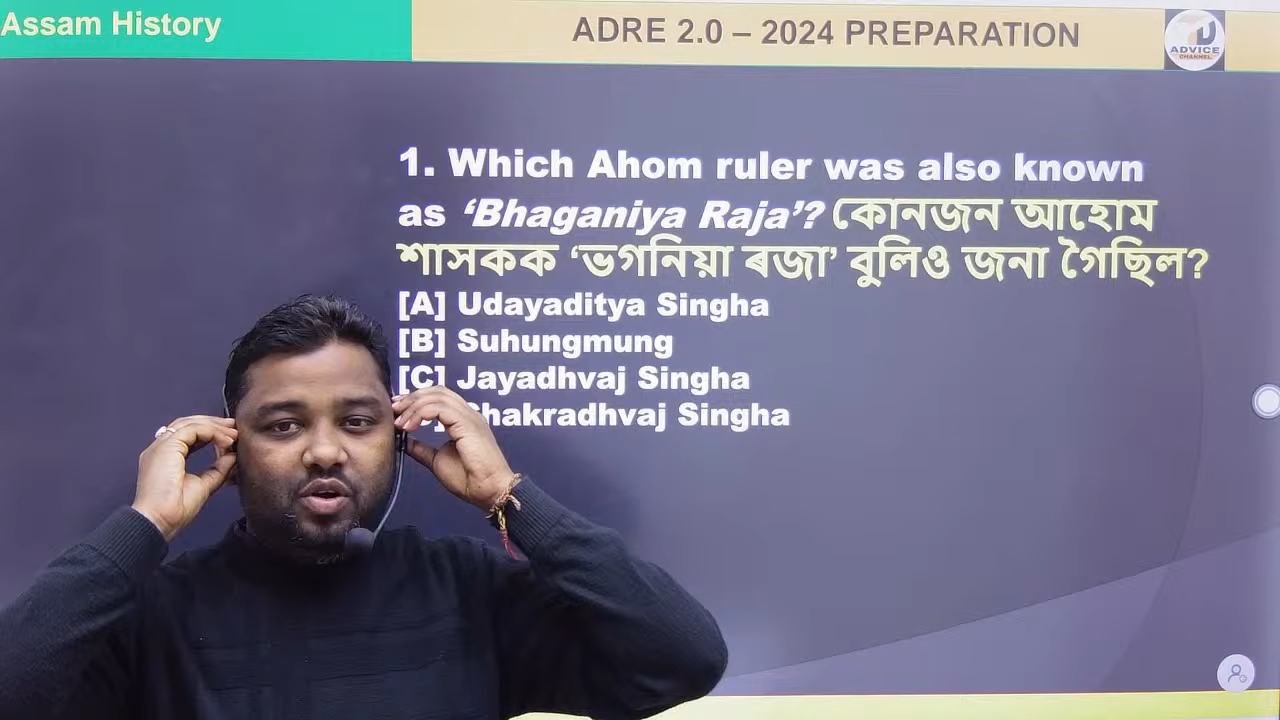 Assam History
ADRE 2.0 – 2024 PREPARATION
ADVICE
CHANNEL
1. Which Ahom ruler was also known
as ‘Bhaganiya Raja’? কোনজন আহোম
শাসকক ‘ভগনিয়া ৰজা’ বুলিও জনা গৈছিল?
[A] Udayaditya Singha
[B] Suhungmung
[C] Jayadhvaj Singha
Chakradhvaj Singha